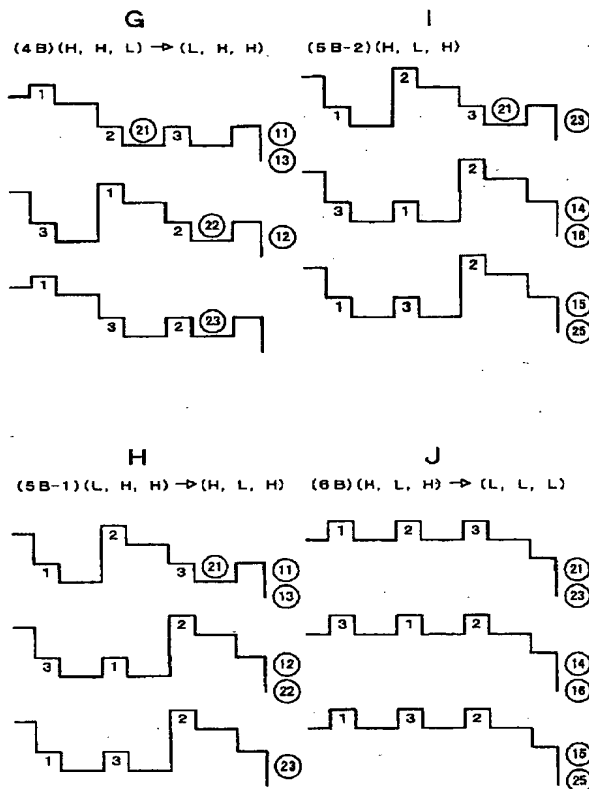 G
(4B)(H, H, L) → (L, H, H)
1 2 ㉑ 3 ⑪
⑬
3 1 2 ㉒ ⑫
1 3 2 ㉓
I
(5B-2)(H, L, H)
1 2 3 ㉑ ㉓
3 1 2 ⑭
⑯
1 3 2 ⑮
㉕
H
(5B-1)(L, H, H) → (H, L, H)
1 2 3 ㉑ ⑪
⑬
3 1 2 ⑫
㉒
1 3 2 ㉓
J
(6B)(H, L, H) → (L, L, L)
1 2 3 ㉑
㉓
3 1 2 ⑭
⑯
1 3 2 ⑮
㉕